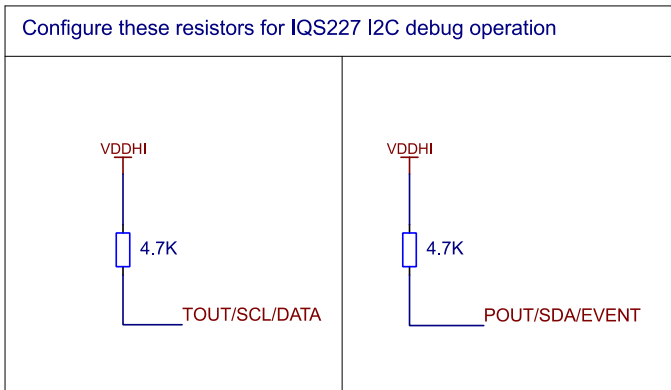 Configure these resistors for IQS227 I2C debug operation
VDDHI
4.7K
TOUT/SCL/DATA
VDDHI
4.7K
POUT/SDA/EVENT